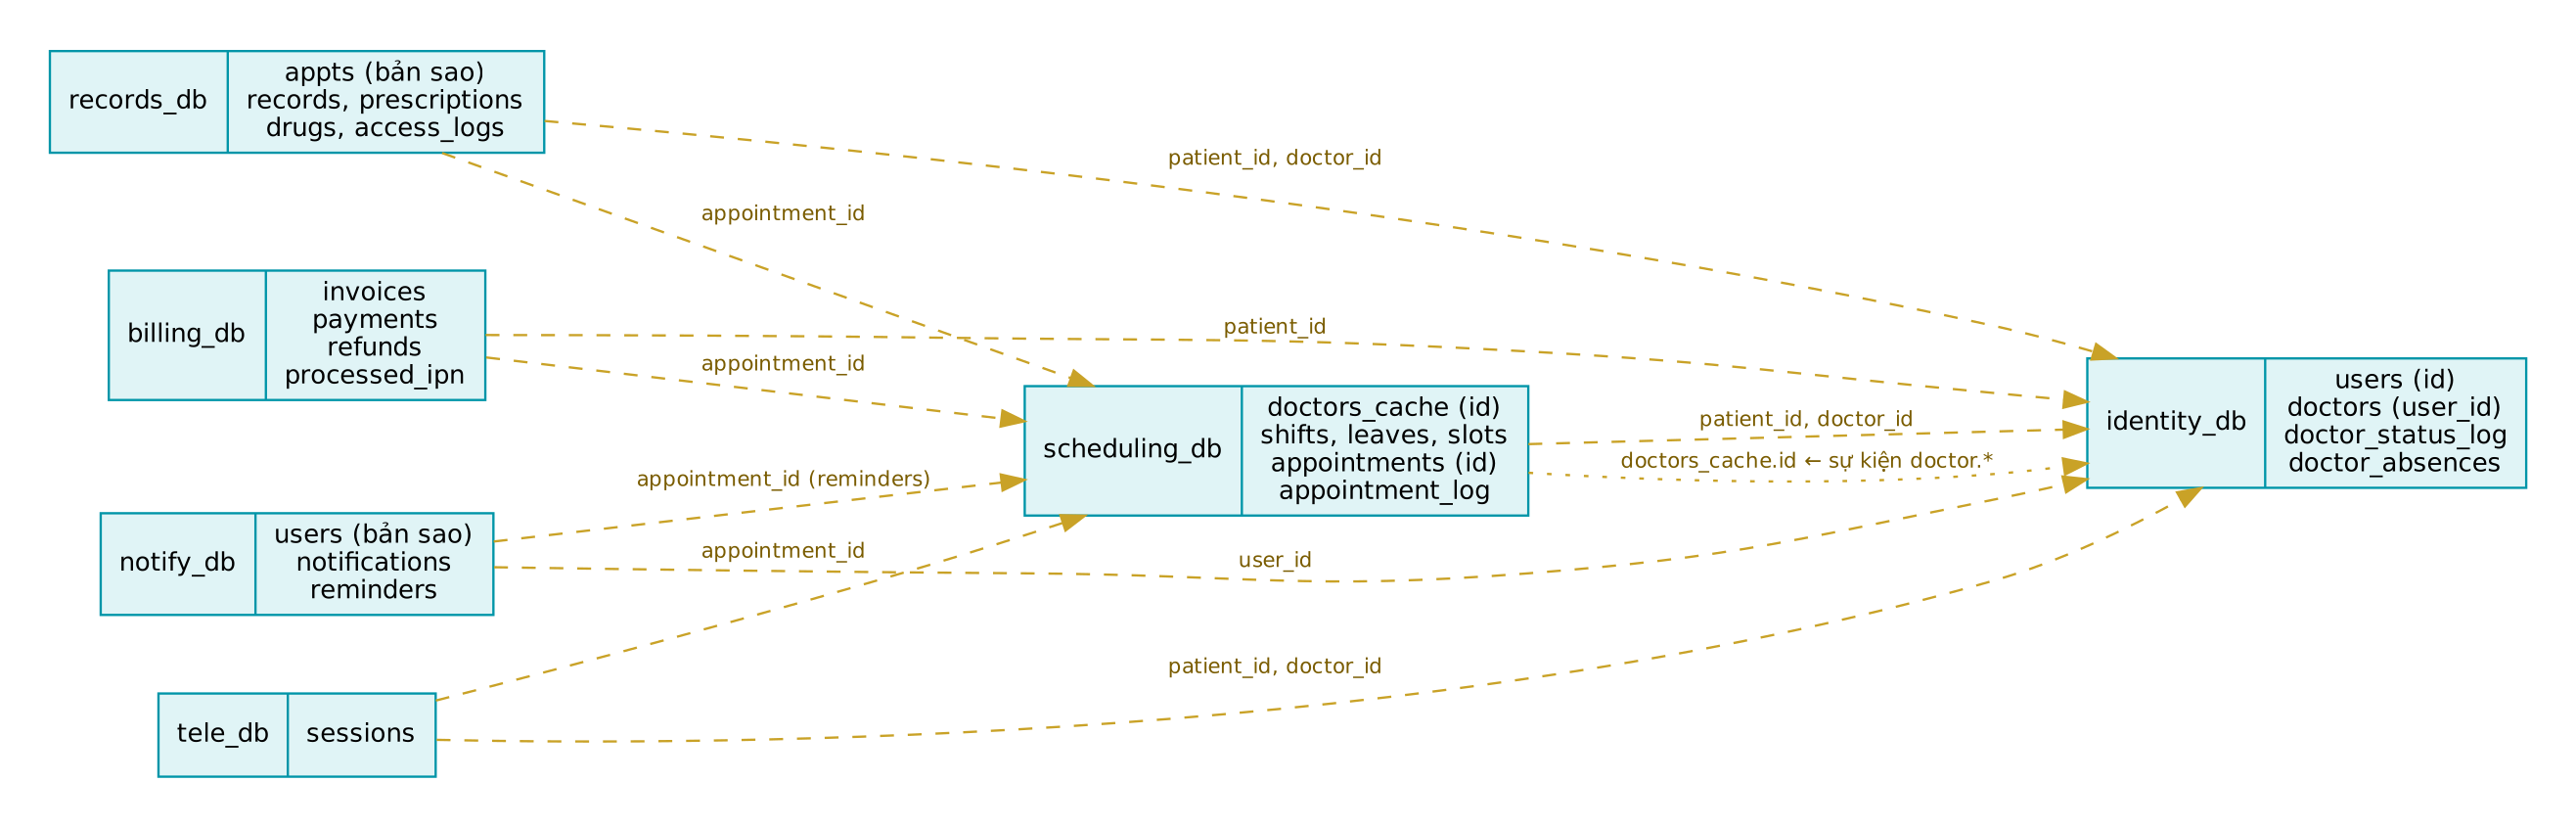 records_db
appts (bản sao)
records, prescriptions
drugs, access_logs
patient_id, doctor_id
appointment_id
billing_db
invoices
payments
refunds
processed_ipn
patient_id
appointment_id
scheduling_db
doctors_cache (id)
shifts, leaves, slots
appointments (id)
appointment_log
patient_id, doctor_id
doctors_cache.id ← sự kiện doctor.*
identity_db
users (id)
doctors (user_id)
doctor_status_log
doctor_absences
appointment_id (reminders)
notify_db
users (bản sao)
notifications
reminders
appointment_id
user_id
patient_id, doctor_id
tele_db
sessions